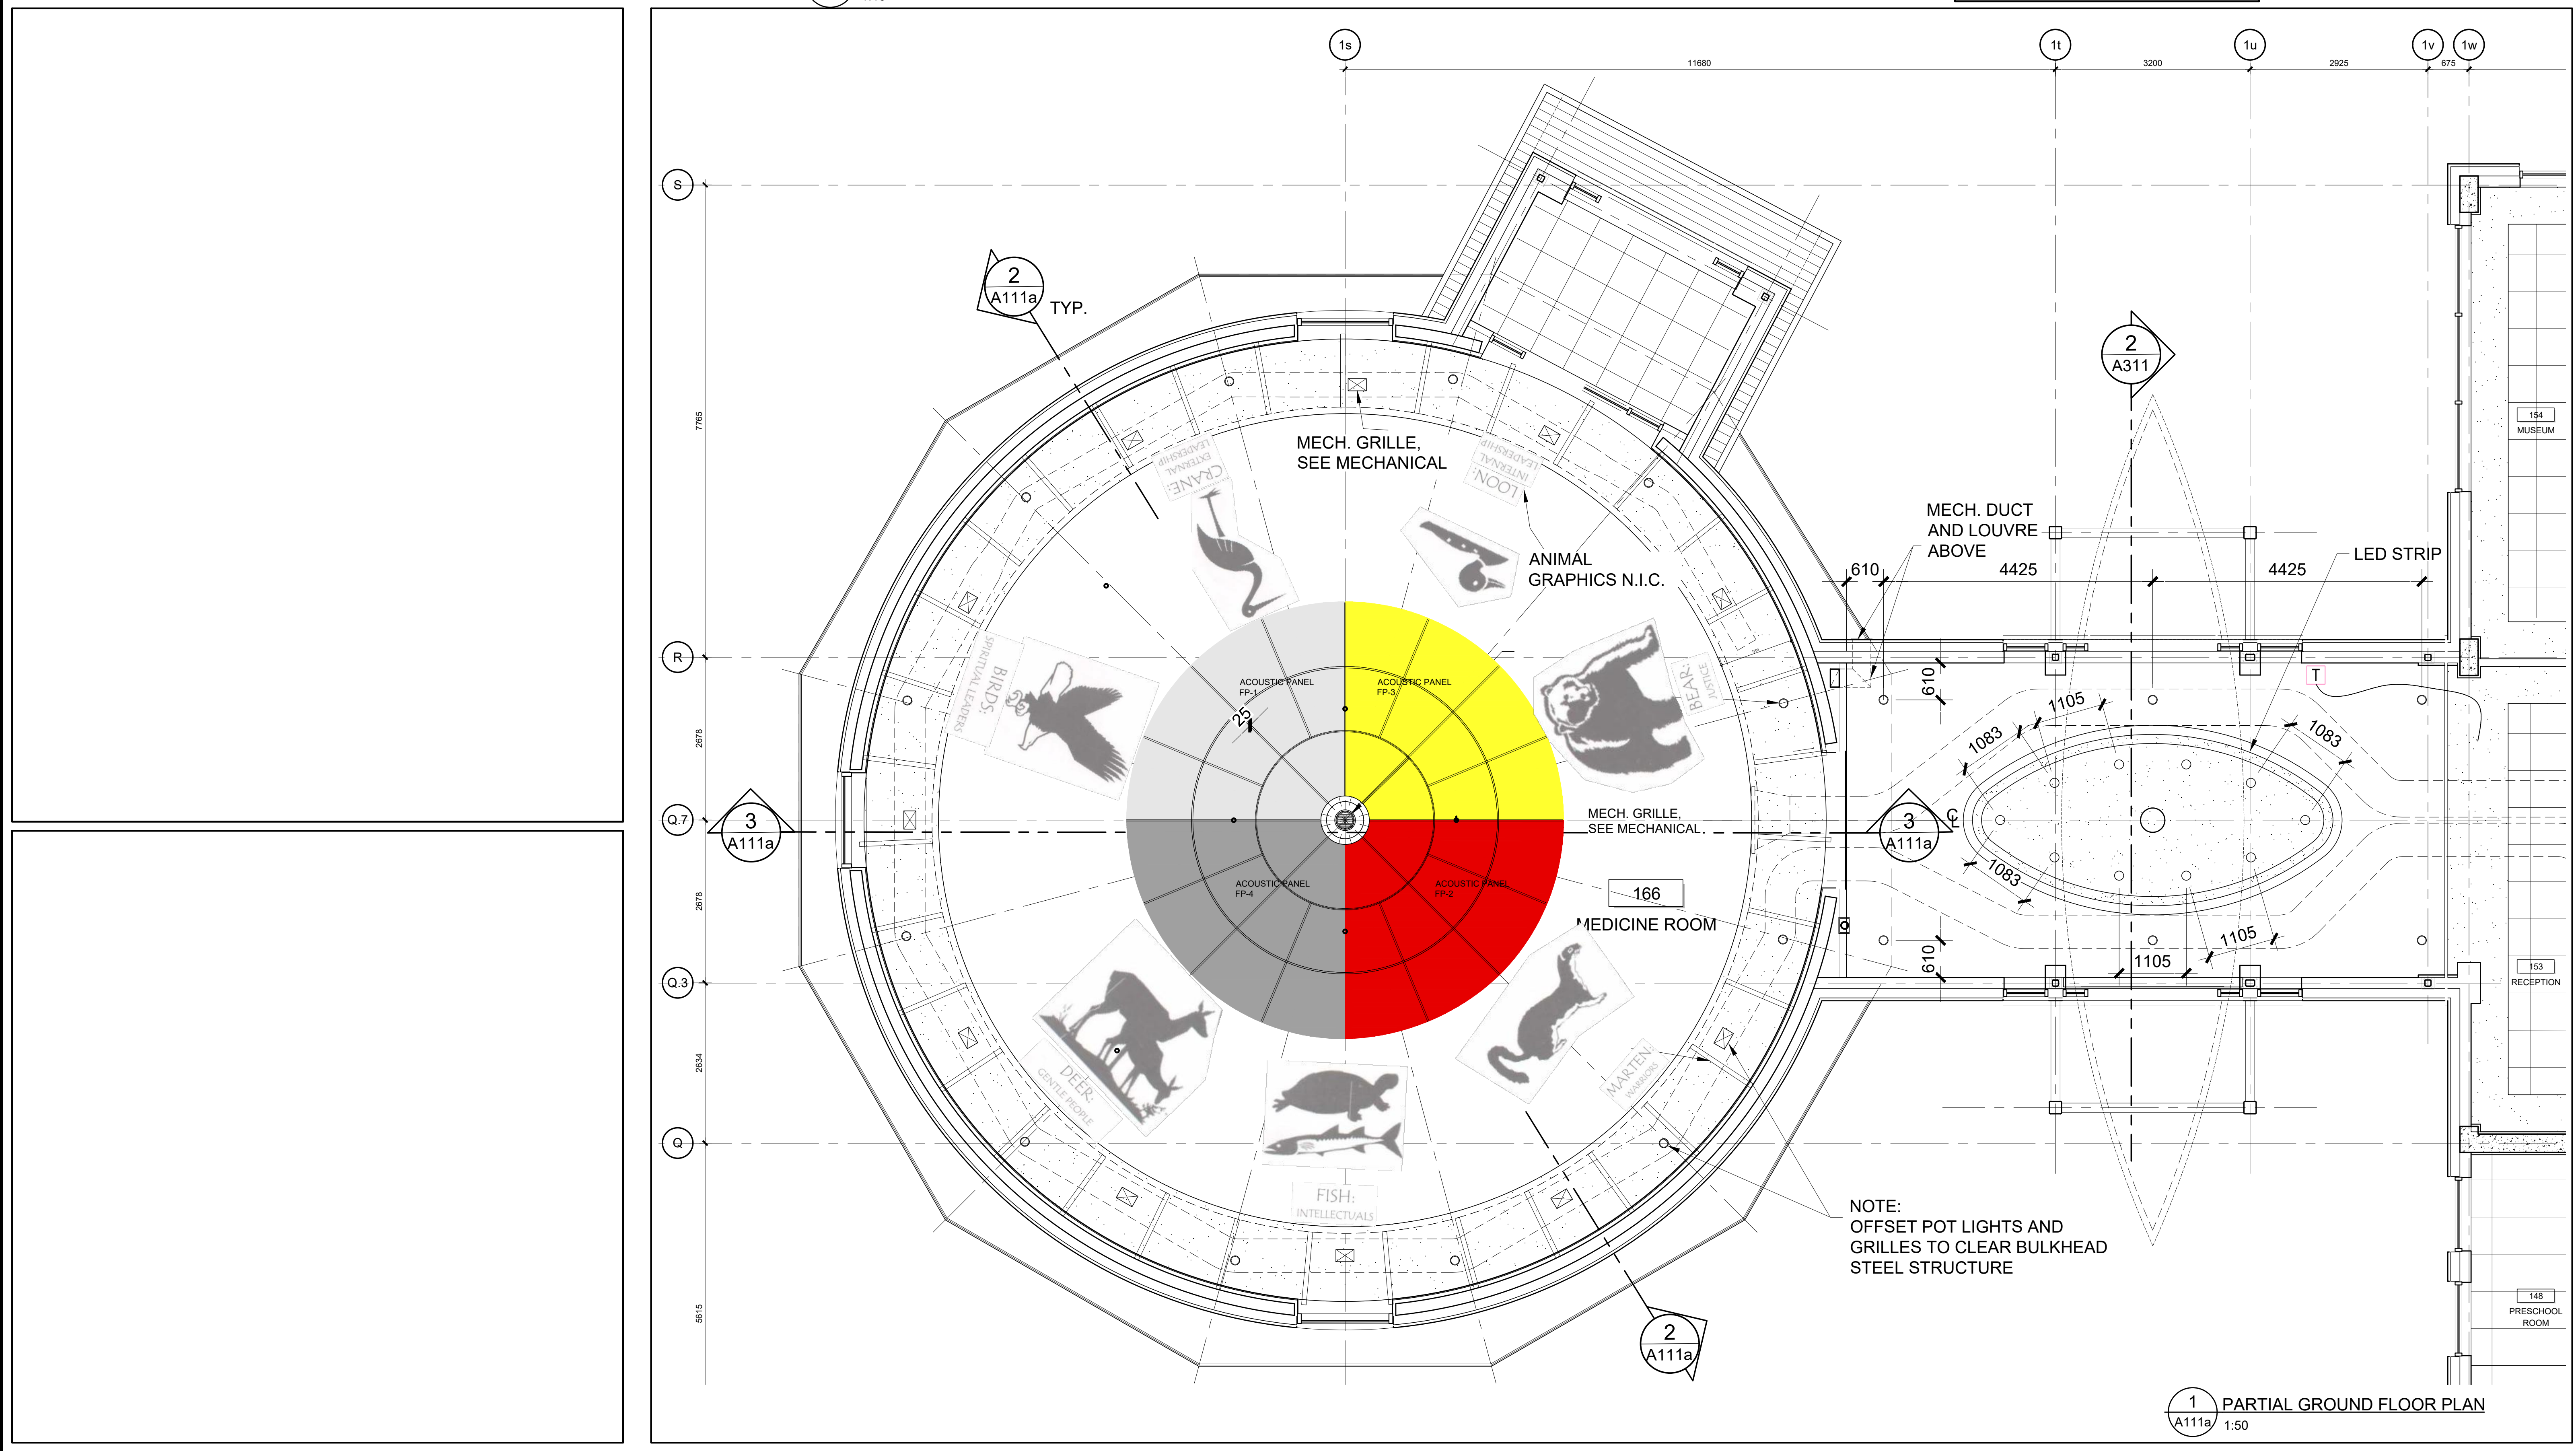 1s
1t
1u
1v
1w
11680
3200
2925
675
S
R
Q.7
Q.3
Q
7765
2678
2678
2634
5615
2
A111a
TYP.
2
A311
154
MUSEUM
MECH. GRILLE,
SEE MECHANICAL
CRANE:
EXTERNAL
LEADERSHIP
LOON:
INTERNAL
LEADERSHIP
ANIMAL
GRAPHICS N.I.C.
MECH. DUCT
AND LOUVRE
ABOVE
LED STRIP
610
4425
4425
BIRDS:
SPIRITUAL LEADERS
BEAR:
JUSTICE
ACOUSTIC PANEL
FP-1
ACOUSTIC PANEL
FP-3
25
610
T
1105
1083
1083
MECH. GRILLE,
SEE MECHANICAL
3
A111a
3
A111a
CL
ACOUSTIC PANEL
FP-4
ACOUSTIC PANEL
FP-2
166
MEDICINE ROOM
1083
1105
610
1105
153
RECEPTION
DEER:
GENTLE PEOPLE
MARTEN:
WARRIORS
FISH:
INTELLECTUALS
NOTE:
OFFSET POT LIGHTS AND
GRILLES TO CLEAR BULKHEAD
STEEL STRUCTURE
148
PRESCHOOL
ROOM
2
A111a
1
A111a
PARTIAL GROUND FLOOR PLAN
1:50